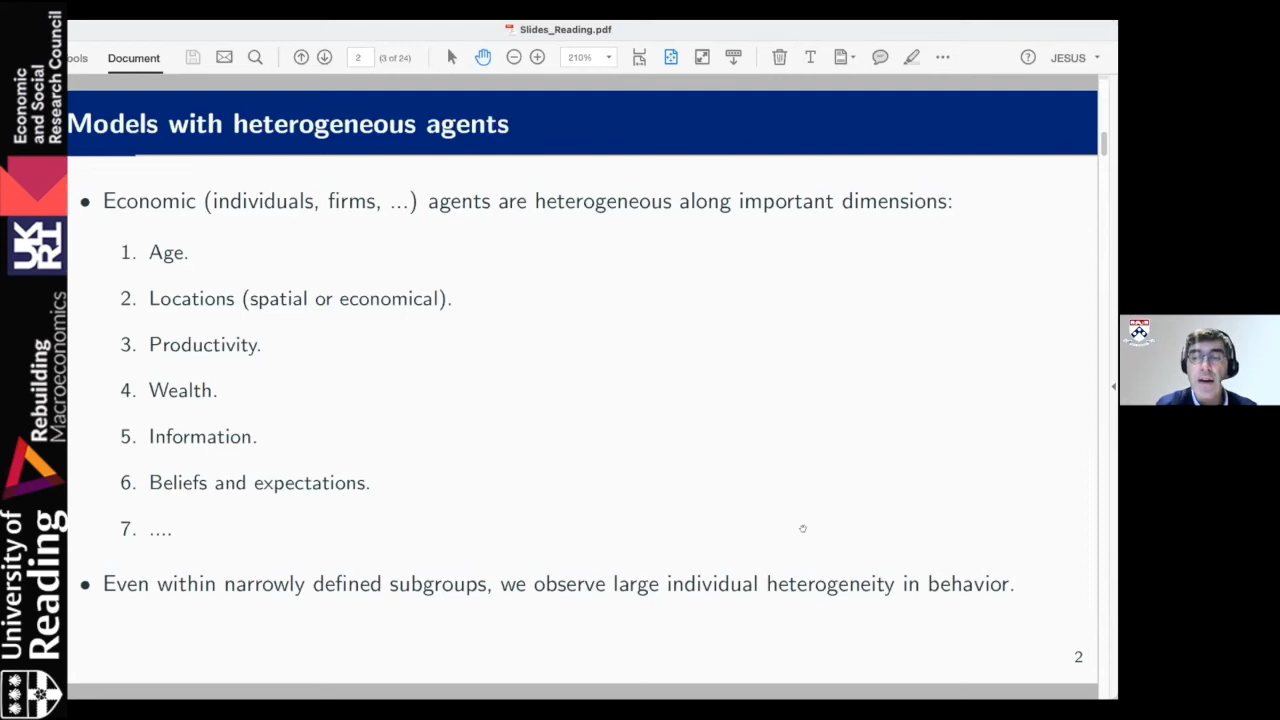 Slides_Reading.pdf
ools
Document
2
(3 of 24)
210%
JESUS
Models with heterogeneous agents
• Economic (individuals, firms, ...) agents are heterogeneous along important dimensions:
1. Age.
2. Locations (spatial or economical).
3. Productivity.
4. Wealth.
5. Information.
6. Beliefs and expectations.
7. ....
• Even within narrowly defined subgroups, we observe large individual heterogeneity in behavior.
2
Economic
and Social
Research Council
UK
RI
Rebuilding
Macroeconomics
University of
Reading